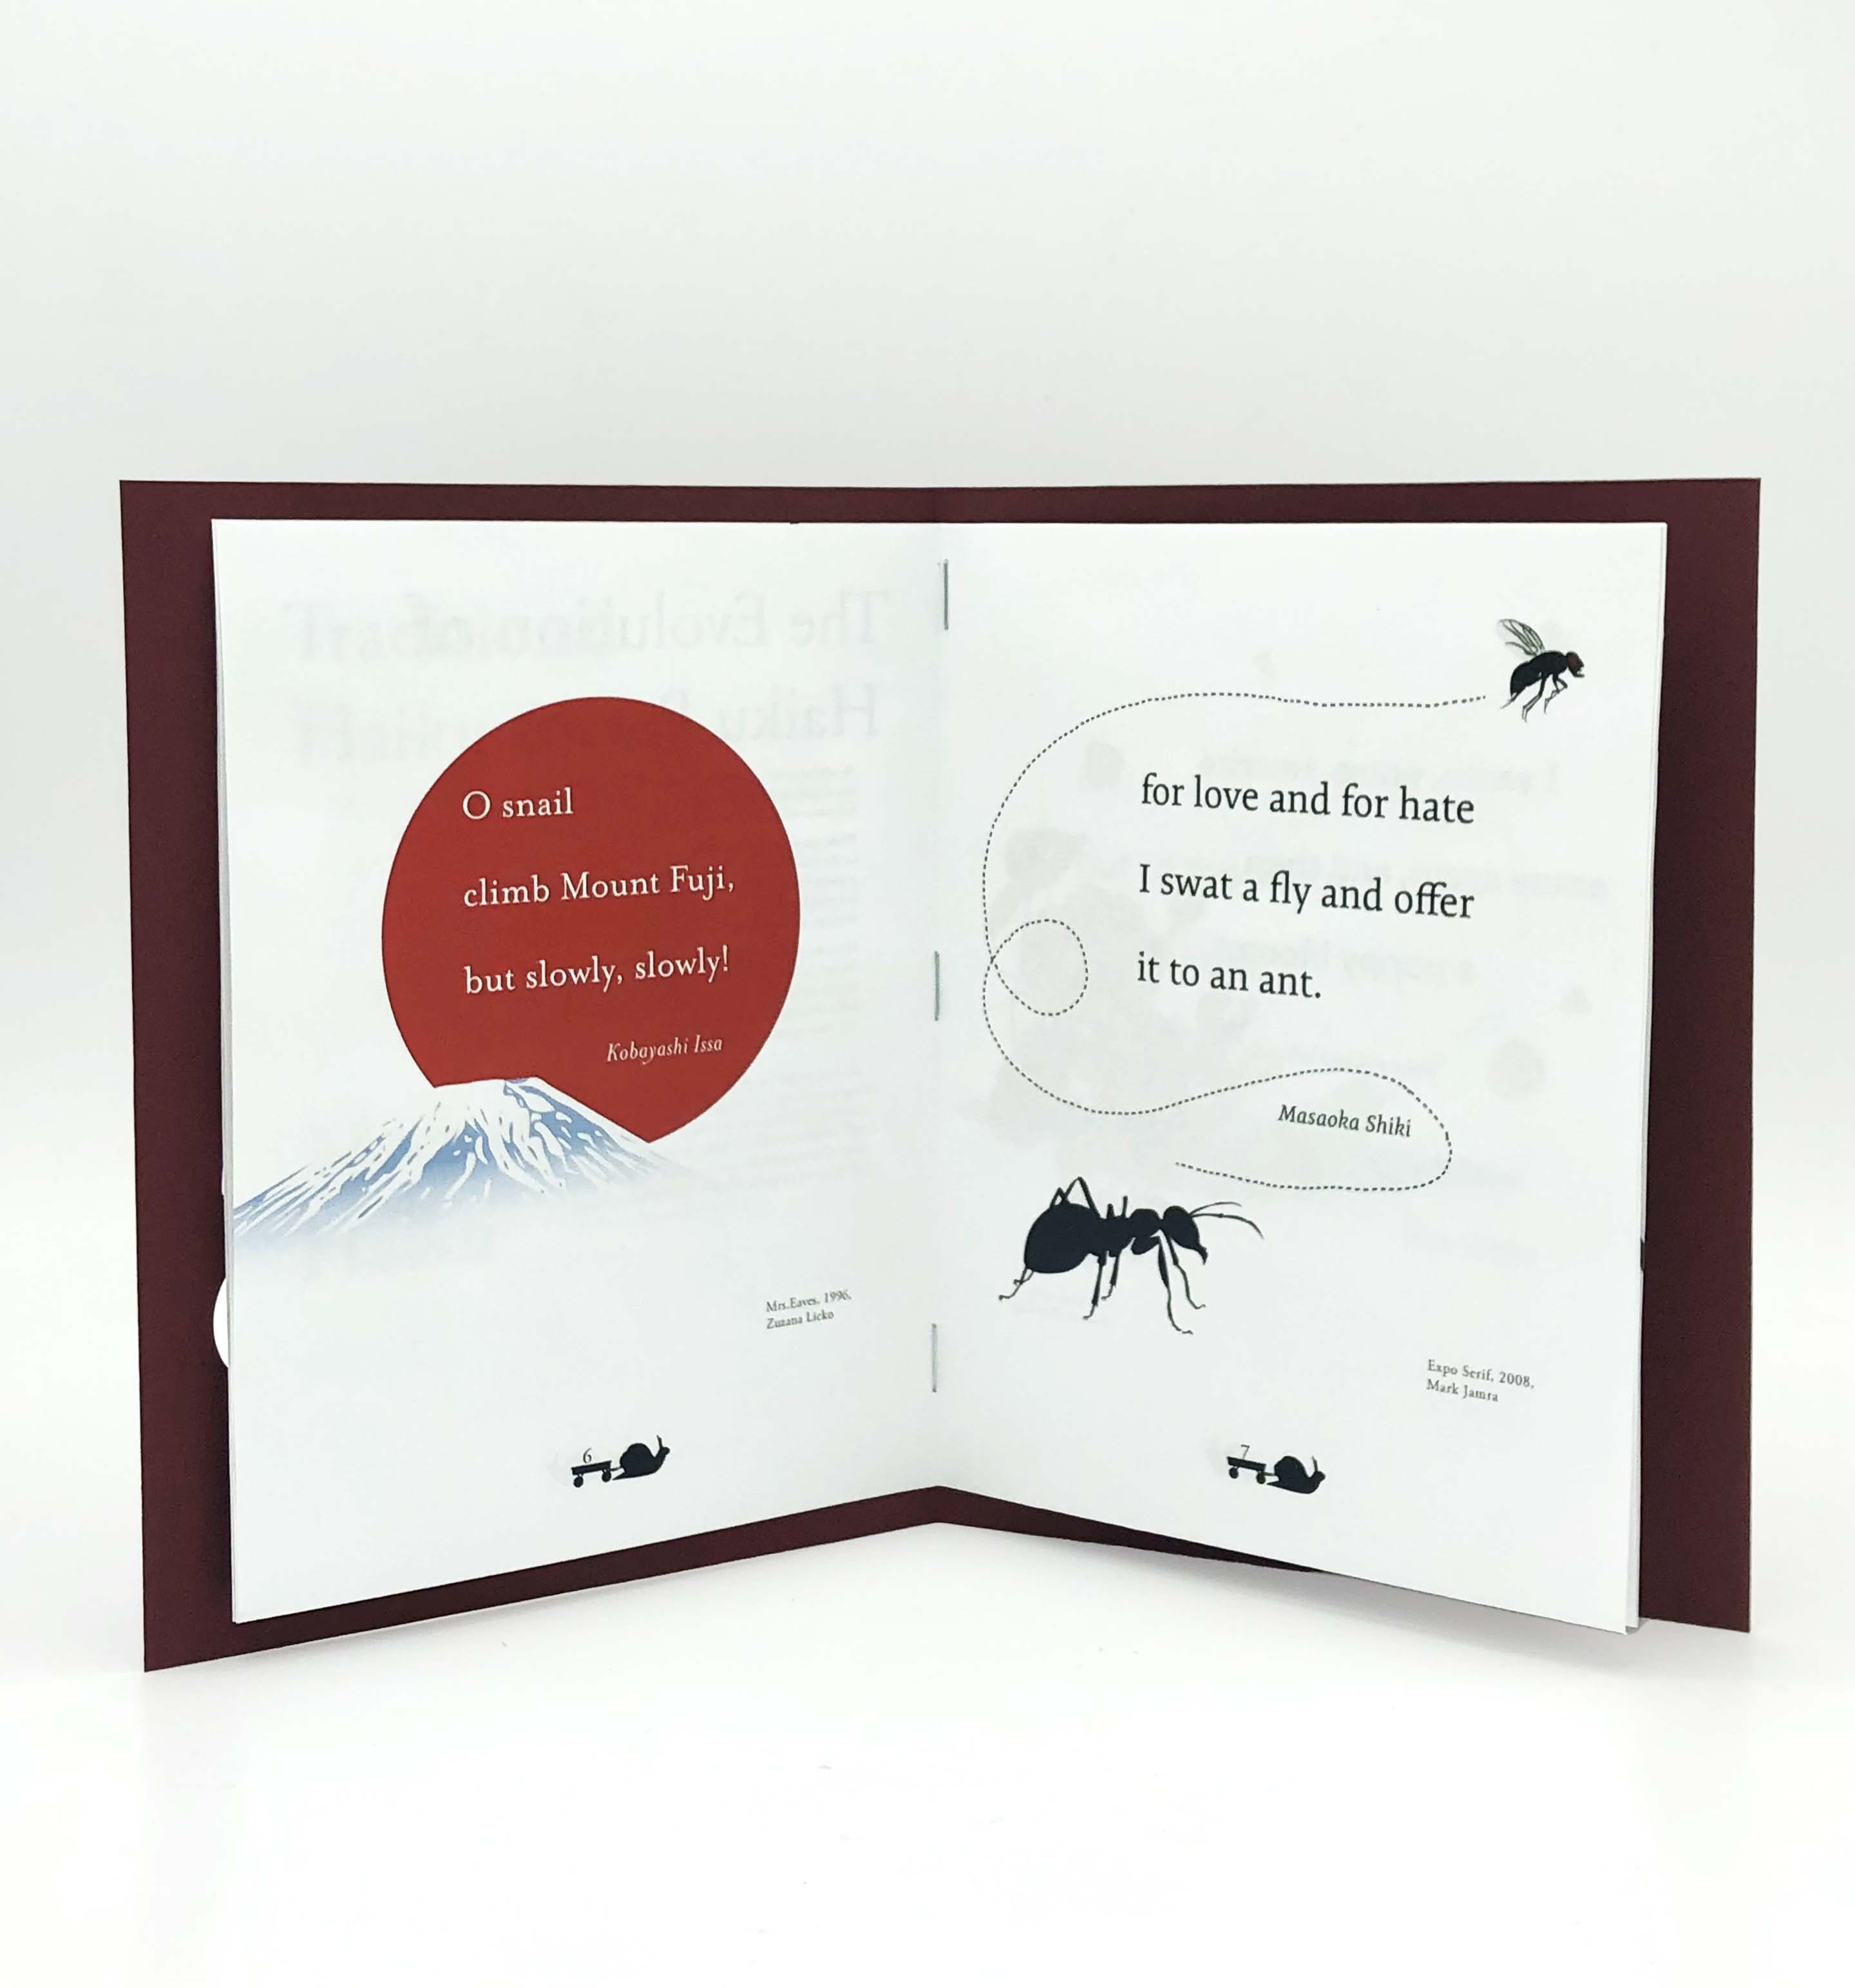 O snail
climb Mount Fuji,
but slowly, slowly!
Kobayashi Issa
Mrs.Eaves, 1996,
Zuzana Licko
6
for love and for hate
I swat a fly and offer
it to an ant.
Masaoka Shiki
Expo Serif, 2008,
Mark Jamra
7